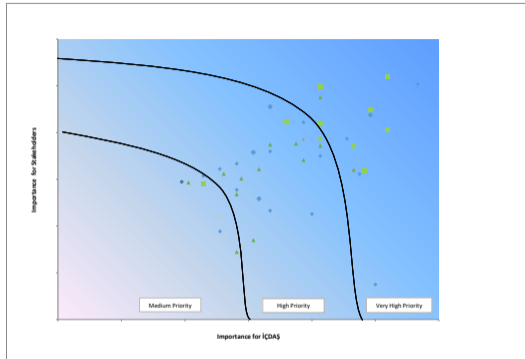 Importance for Stakeholders
Medium Priority
High Priority
Very High Priority
Importance for İÇDAŞ